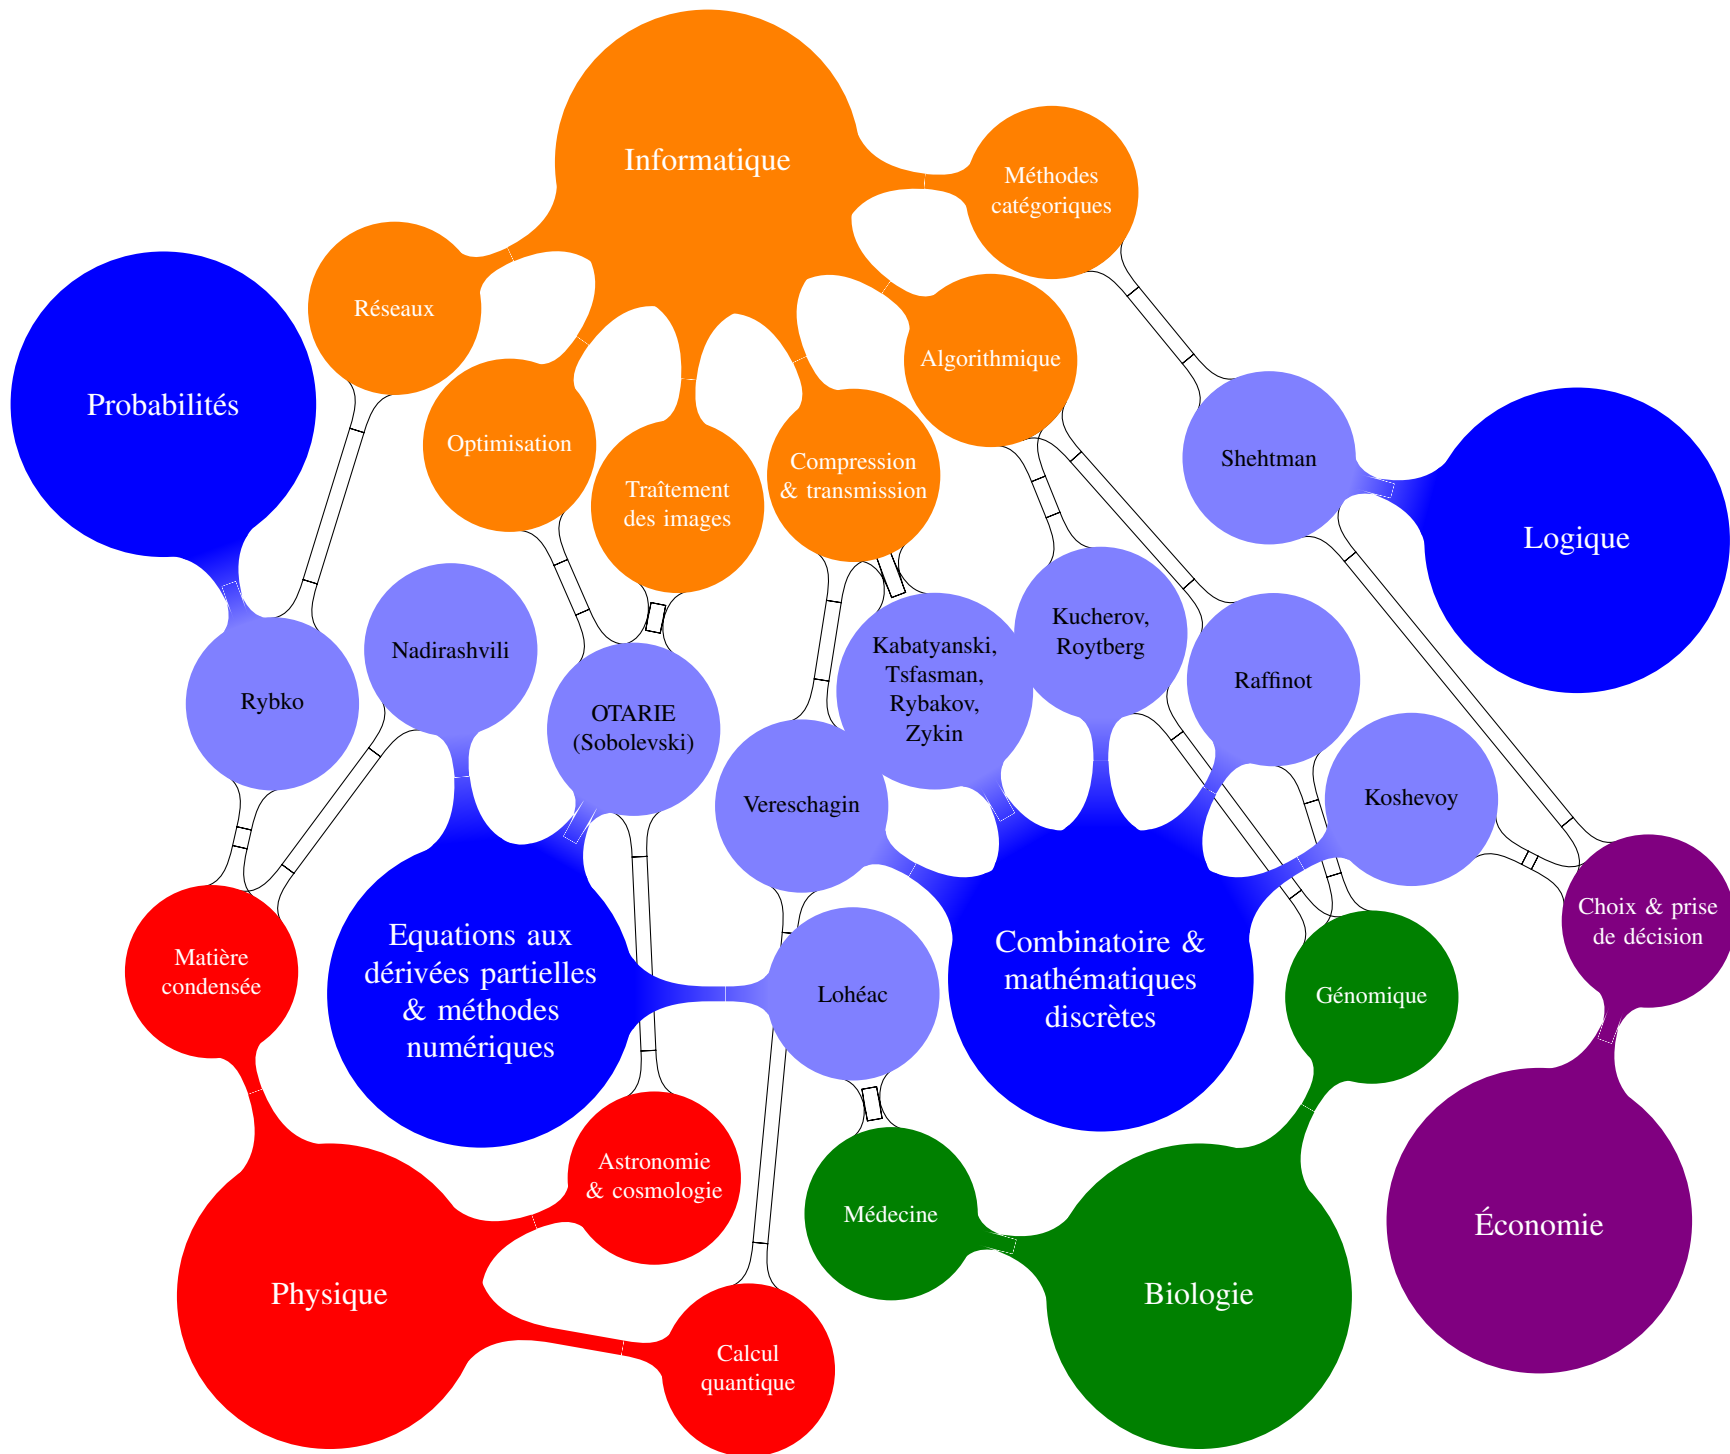 Informatique
Méthodes
catégoriques
Réseaux
Probabilités
Algorithmique
Optimisation
Compression
& transmission
Traîtement
des images
Shehtman
Logique
Nadirashvili
Kabatyanski,
Tsfasman,
Rybakov,
Zykin
Kucherov,
Roytberg
Raffinot
Rybko
OTARIE
(Sobolevski)
Vereschagin
Koshevoy
Choix & prise
de décision
Matière
condensée
Equations aux
dérivées partielles
& méthodes
numériques
Lohéac
Combinatoire &
mathématiques
discrètes
Génomique
Astronomie
& cosmologie
Médecine
Économie
Physique
Biologie
Calcul
quantique